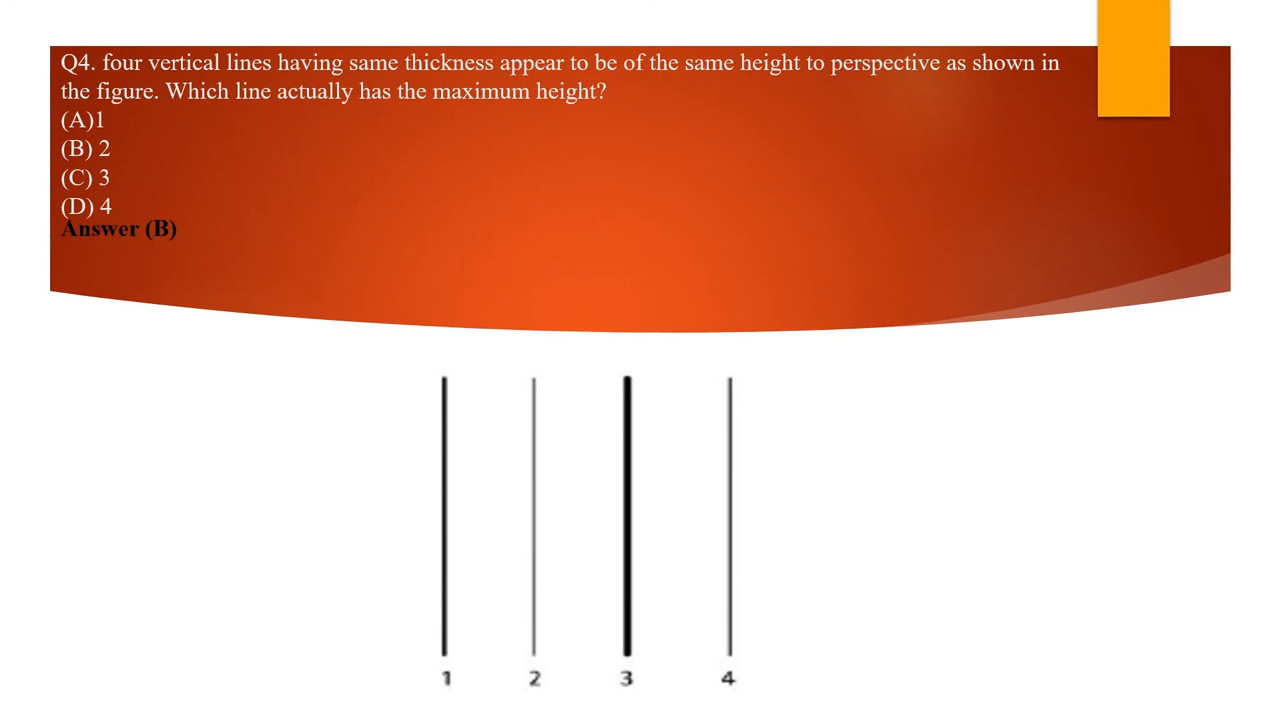 Q4. four vertical lines having same thickness appear to be of the same height to perspective as shown in
the figure. Which line actually has the maximum height?
(A)1
(B) 2
(C) 3
(D) 4
Answer (B)
1 2 3 4